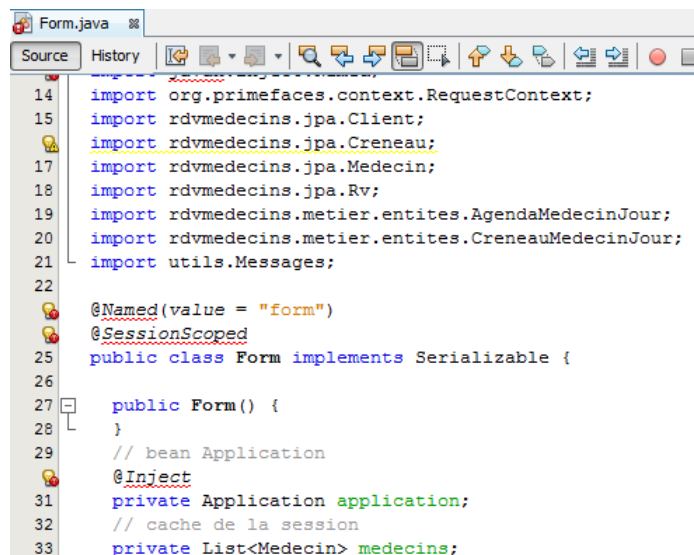 Form.java
Source History
14 import org.primefaces.context.RequestContext;
15 import rdvmedecins.jpa.Client;
import rdvmedecins.jpa.Creneau;
17 import rdvmedecins.jpa.Medecin;
18 import rdvmedecins.jpa.Rv;
19 import rdvmedecins.metier.entites.AgendaMedecinJour;
20 import rdvmedecins.metier.entites.CreneauMedecinJour;
21 import utils.Messages;
22
@Named(value = "form")
@SessionScoped
25 public class Form implements Serializable {
26
27 public Form() {
28 }
29 // bean Application
@Inject
31 private Application application;
32 // cache de la session
33 private List<Medecin> medecins;